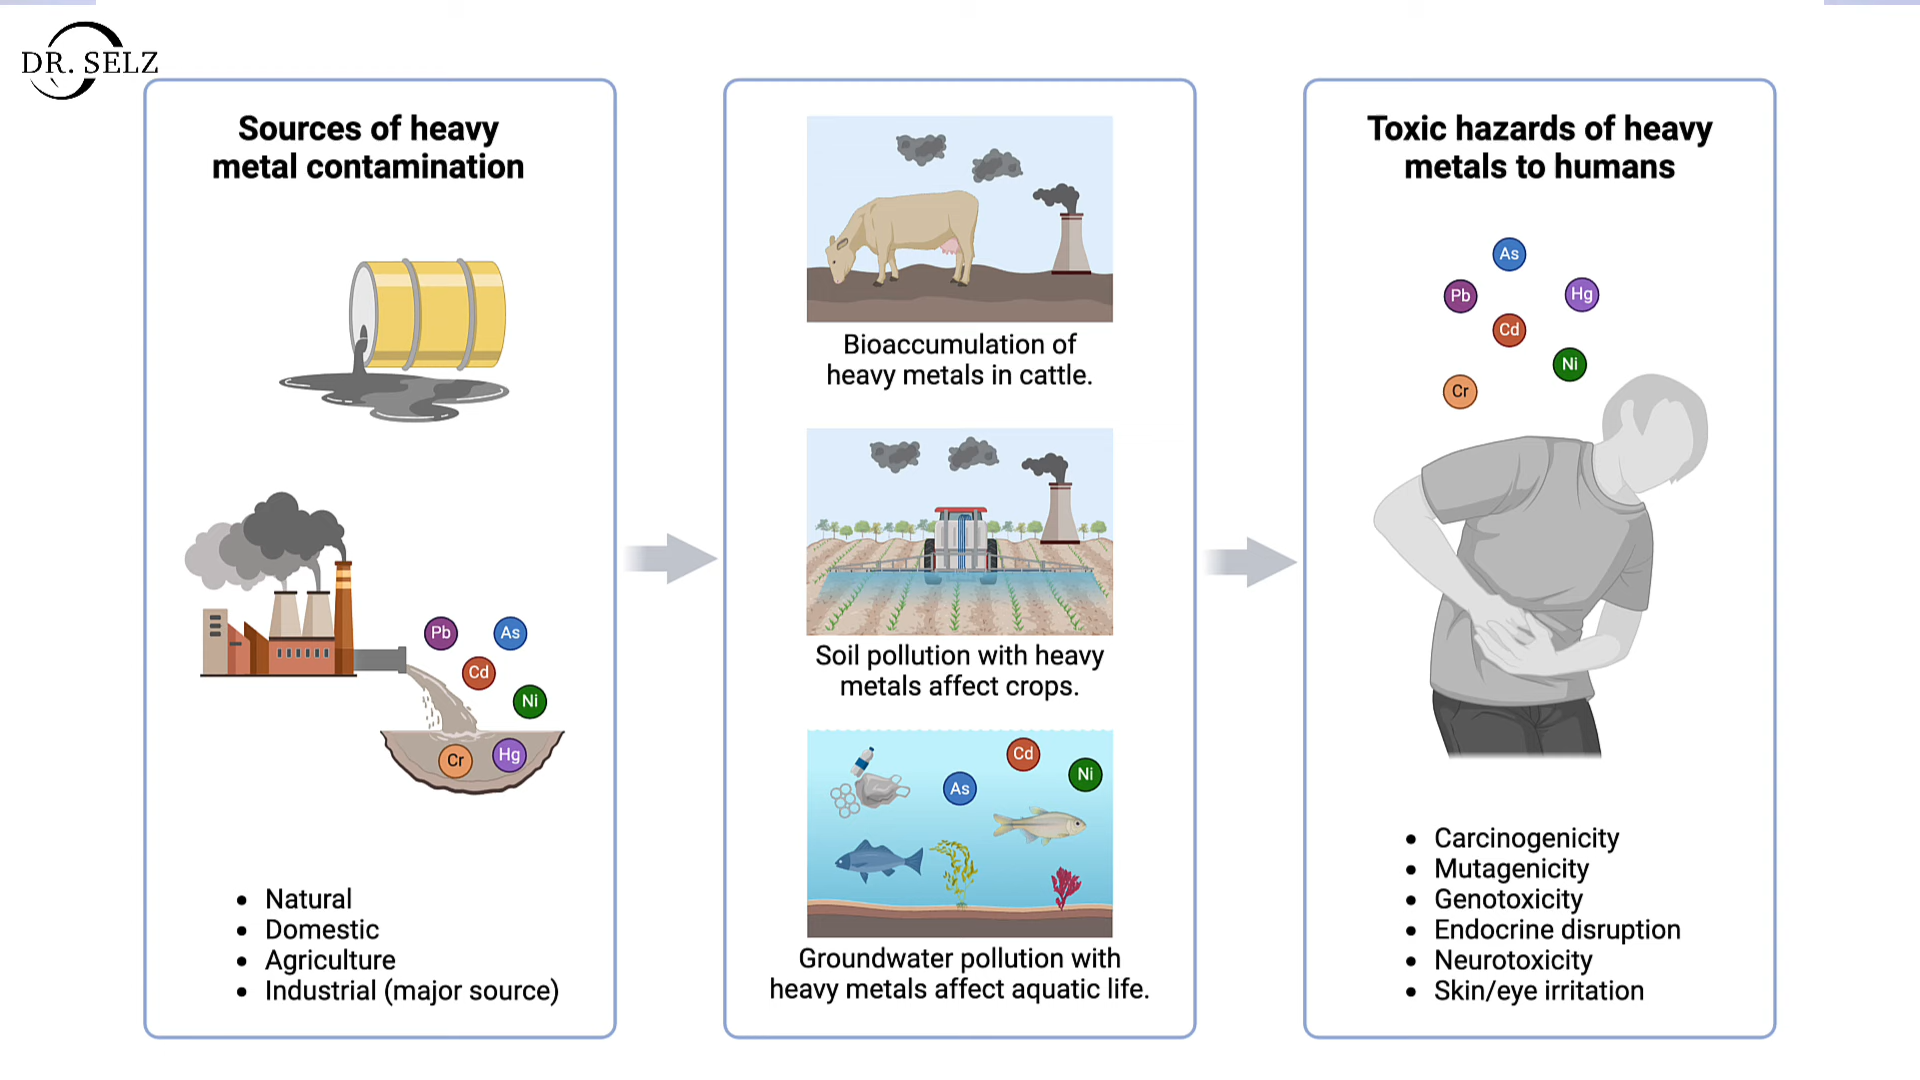 DR. SELZ
Sources of heavy
metal contamination
Pb
As
Cd
Ni
Cr
Hg
• Natural
• Domestic
• Agriculture
• Industrial (major source)
Bioaccumulation of
heavy metals in cattle.
Soil pollution with heavy
metals affect crops.
Cd
Ni
As
Groundwater pollution with
heavy metals affect aquatic life.
Toxic hazards of heavy
metals to humans
As
Pb
Hg
Cd
Ni
Cr
• Carcinogenicity
• Mutagenicity
• Genotoxicity
• Endocrine disruption
• Neurotoxicity
• Skin/eye irritation